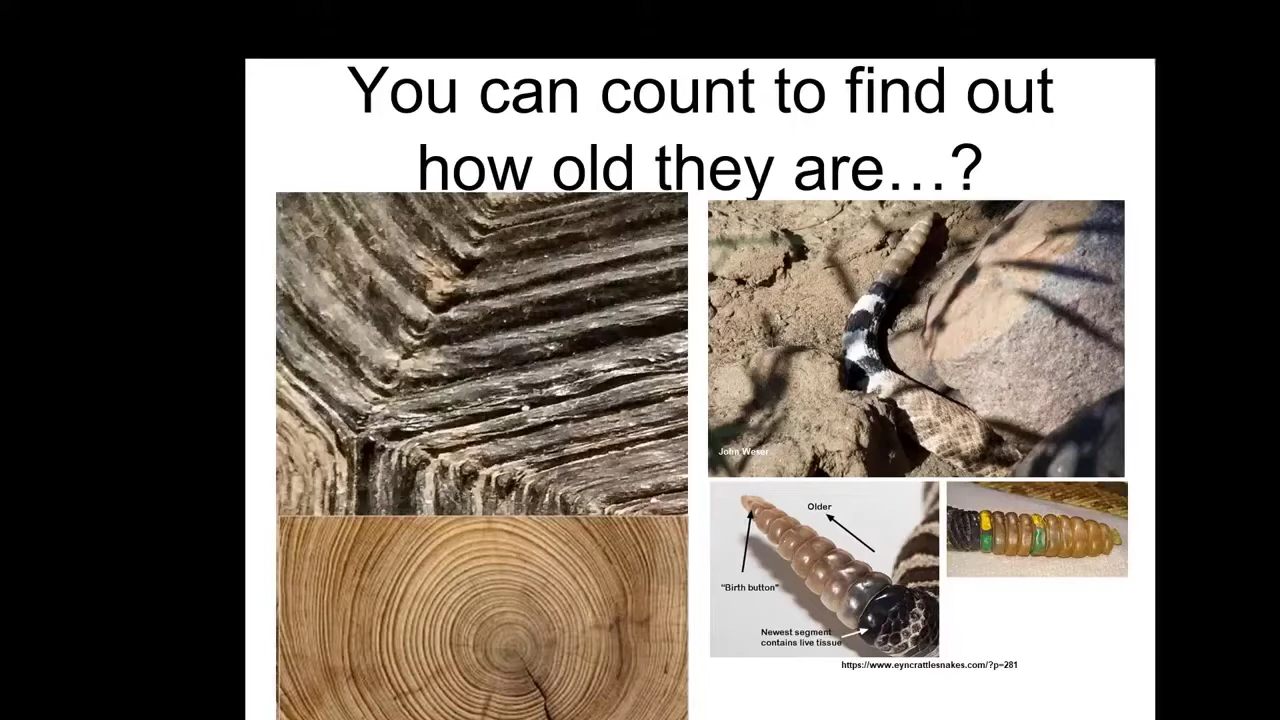 You can count to find out
how old they are…?
John Weser
Older
“Birth button”
Newest segment
contains live tissue
https://www.eyncrattlesnakes.com/?p=281